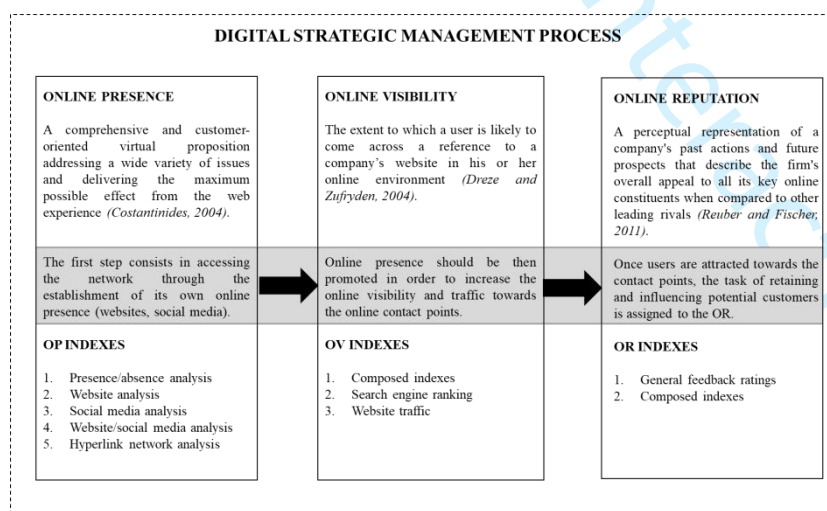 DIGITAL STRATEGIC MANAGEMENT PROCESS
ONLINE PRESENCE
A comprehensive and customer-
oriented virtual proposition
addressing a wide variety of issues
and delivering the maximum
possible effect from the web
experience (Costantinides, 2004).
The first step consists in accessing
the network through the
establishment of its own online
presence (websites, social media).
OP INDEXES
1. Presence/absence analysis
2. Website analysis
3. Social media analysis
4. Website/social media analysis
5. Hyperlink network analysis
ONLINE VISIBILITY
The extent to which a user is likely to
come across a reference to a
company's website in his or her
online environment (Dreze and
Zufryden, 2004).
Online presence should be then
promoted in order to increase the
online visibility and traffic towards
the online contact points.
OV INDEXES
1. Composed indexes
2. Search engine ranking
3. Website traffic
ONLINE REPUTATION
A perceptual representation of a
company's past actions and future
prospects that describe the firm's
overall appeal to all its key online
constituents when compared to other
leading rivals (Reuber and Fischer,
2011).
Once users are attracted towards the
contact points, the task of retaining
and influencing potential customers
is assigned to the OR.
OR INDEXES
1. General feedback ratings
2. Composed indexes